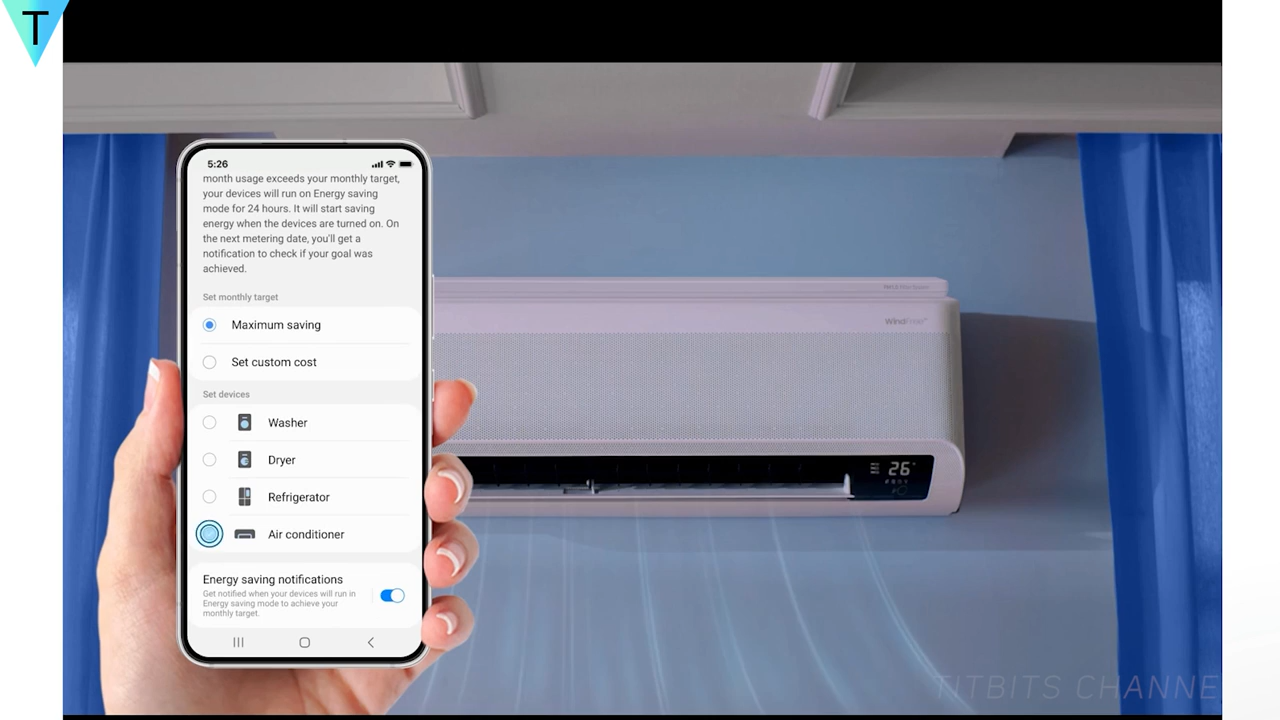 T
5:26
month usage exceeds your monthly target,
your devices will run on Energy saving
mode for 24 hours. It will start saving
energy when the devices are turned on. On
the next metering date, you'll get a
notification to check if your goal was
achieved.
Set monthly target
Maximum saving
Set custom cost
Set devices
Washer
Dryer
Refrigerator
Air conditioner
Energy saving notifications
Get notified when your devices will run in
Energy saving mode to achieve your
monthly target.
WindFree™
26°
TITBITS CHANNE